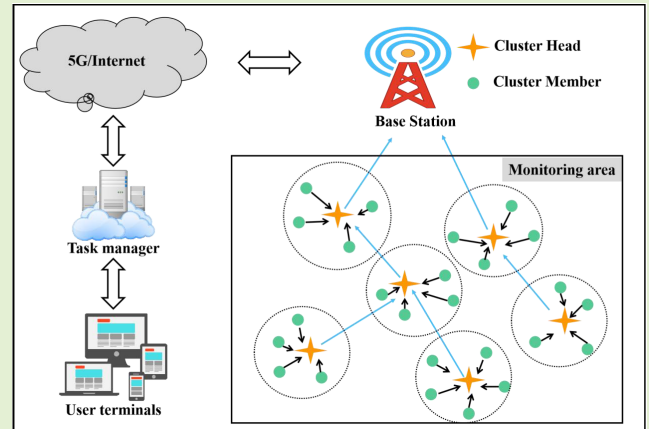 5G/Internet
Cluster Head
Cluster Member
Base Station
Monitoring area
Task manager
User terminals